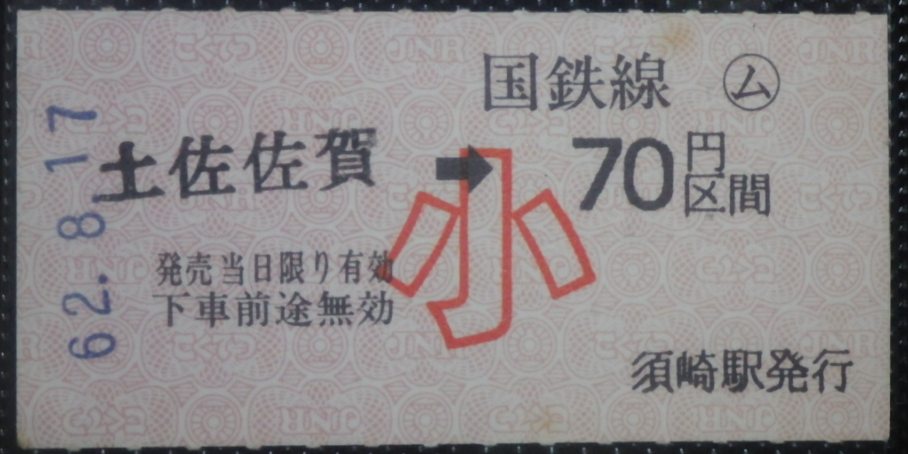 国鉄線 ㋰
土佐佐賀 ➡ 70円区間
小
発売当日限り有効
下車前途無効
須崎駅発行
62. 8 17